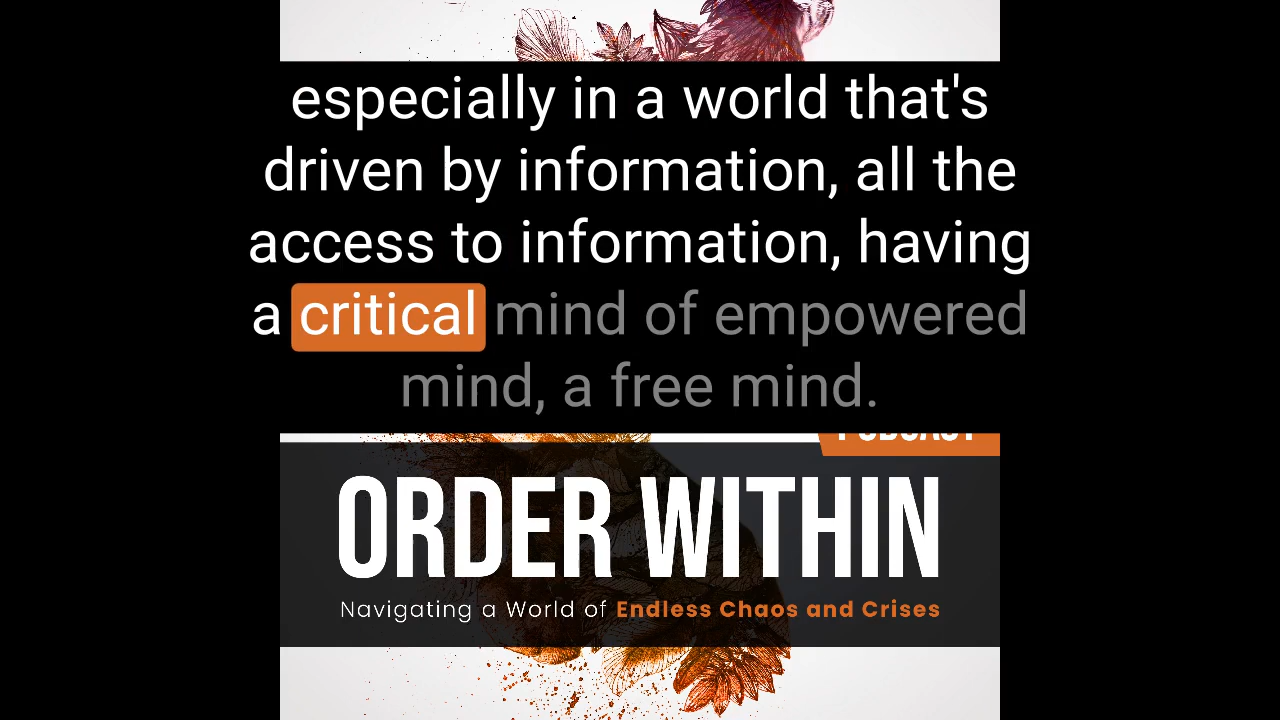 especially in a world that's
driven by information, all the
access to information, having
a critical mind of empowered
mind, a free mind.
PODCAST
ORDER WITHIN
Navigating a World of Endless Chaos and Crises